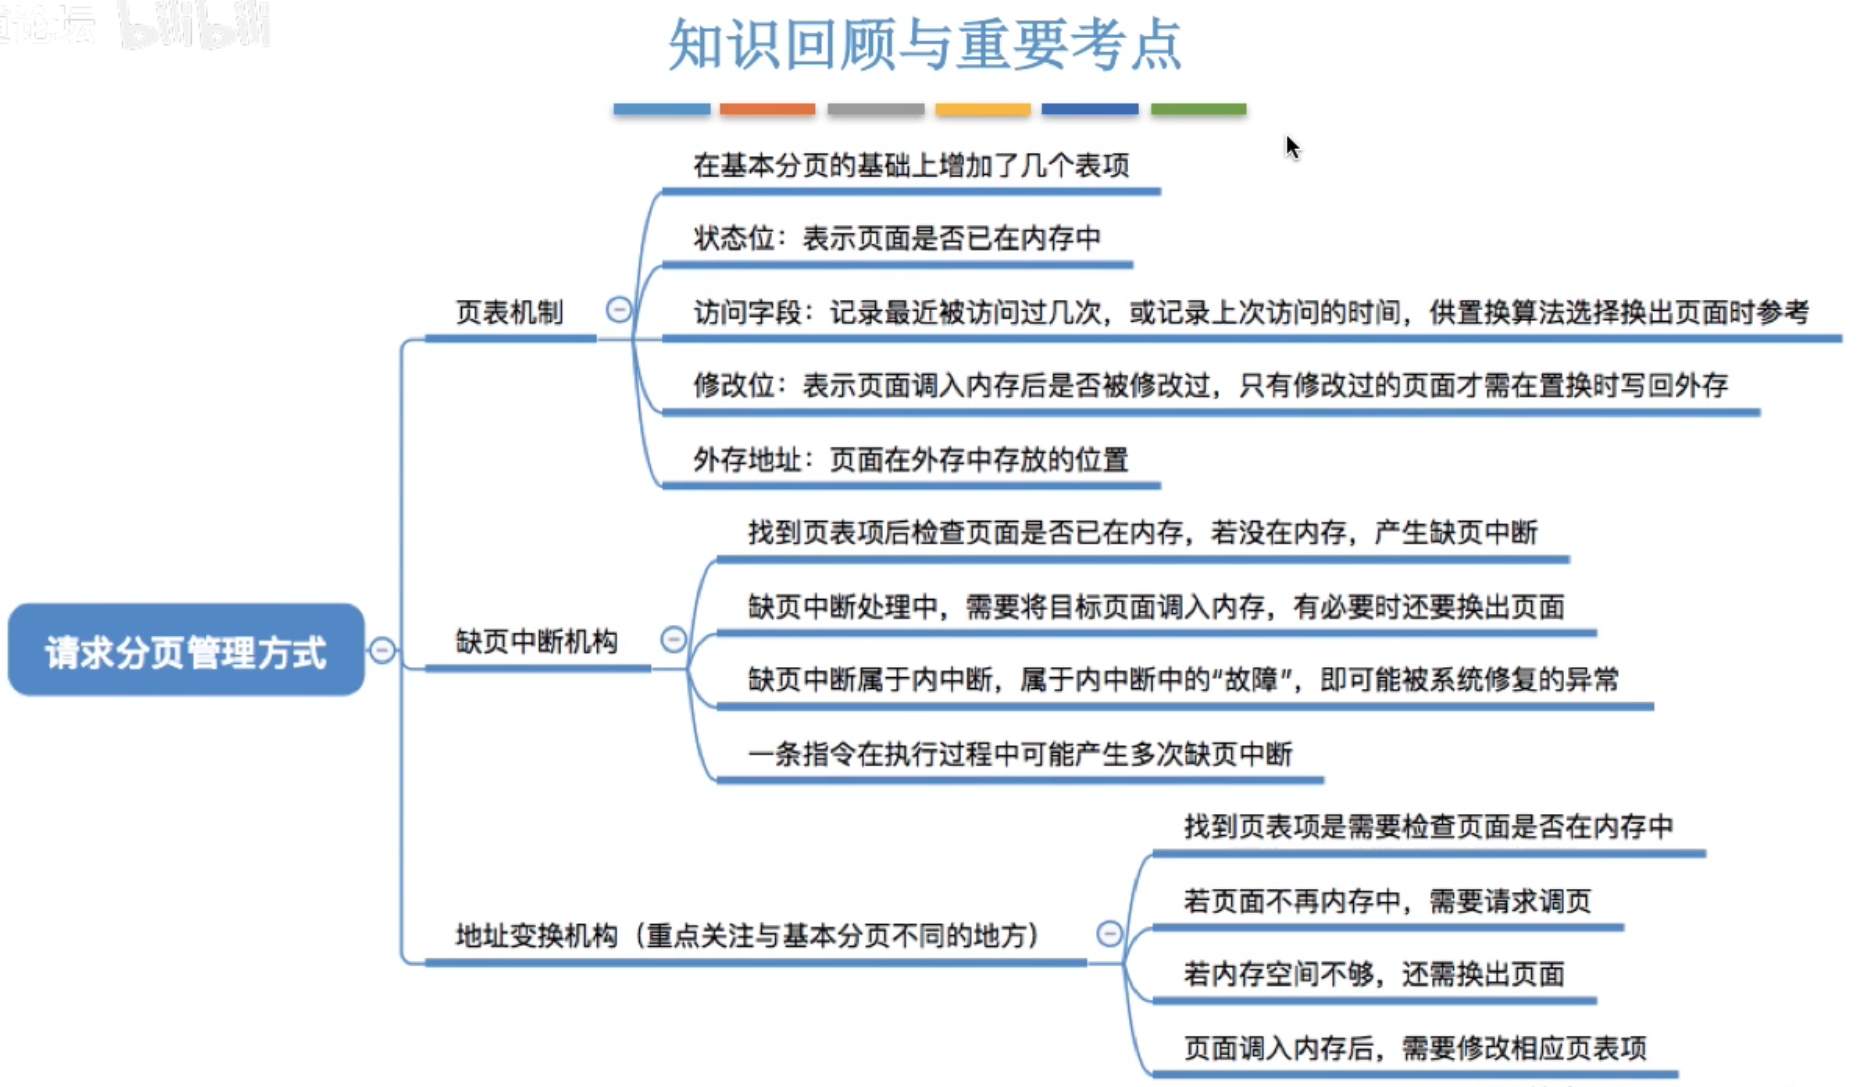 论坛 bilibili
知识回顾与重要考点
在基本分页的基础上增加了几个表项
状态位：表示页面是否已在内存中
页表机制
访问字段：记录最近被访问过几次，或记录上次访问的时间，供置换算法选择换出页面时参考
修改位：表示页面调入内存后是否被修改过，只有修改过的页面才需在置换时写回外存
外存地址：页面在外存中存放的位置
请求分页管理方式
缺页中断机构
找到页表项后检查页面是否已在内存，若没在内存，产生缺页中断
缺页中断处理中，需要将目标页面调入内存，有必要时还要换出页面
缺页中断属于内中断，属于内中断中的“故障”，即可能被系统修复的异常
一条指令在执行过程中可能产生多次缺页中断
地址变换机构（重点关注与基本分页不同的地方）
找到页表项是需要检查页面是否在内存中
若页面不再内存中，需要请求调页
若内存空间不够，还需换出页面
页面调入内存后，需要修改相应页表项